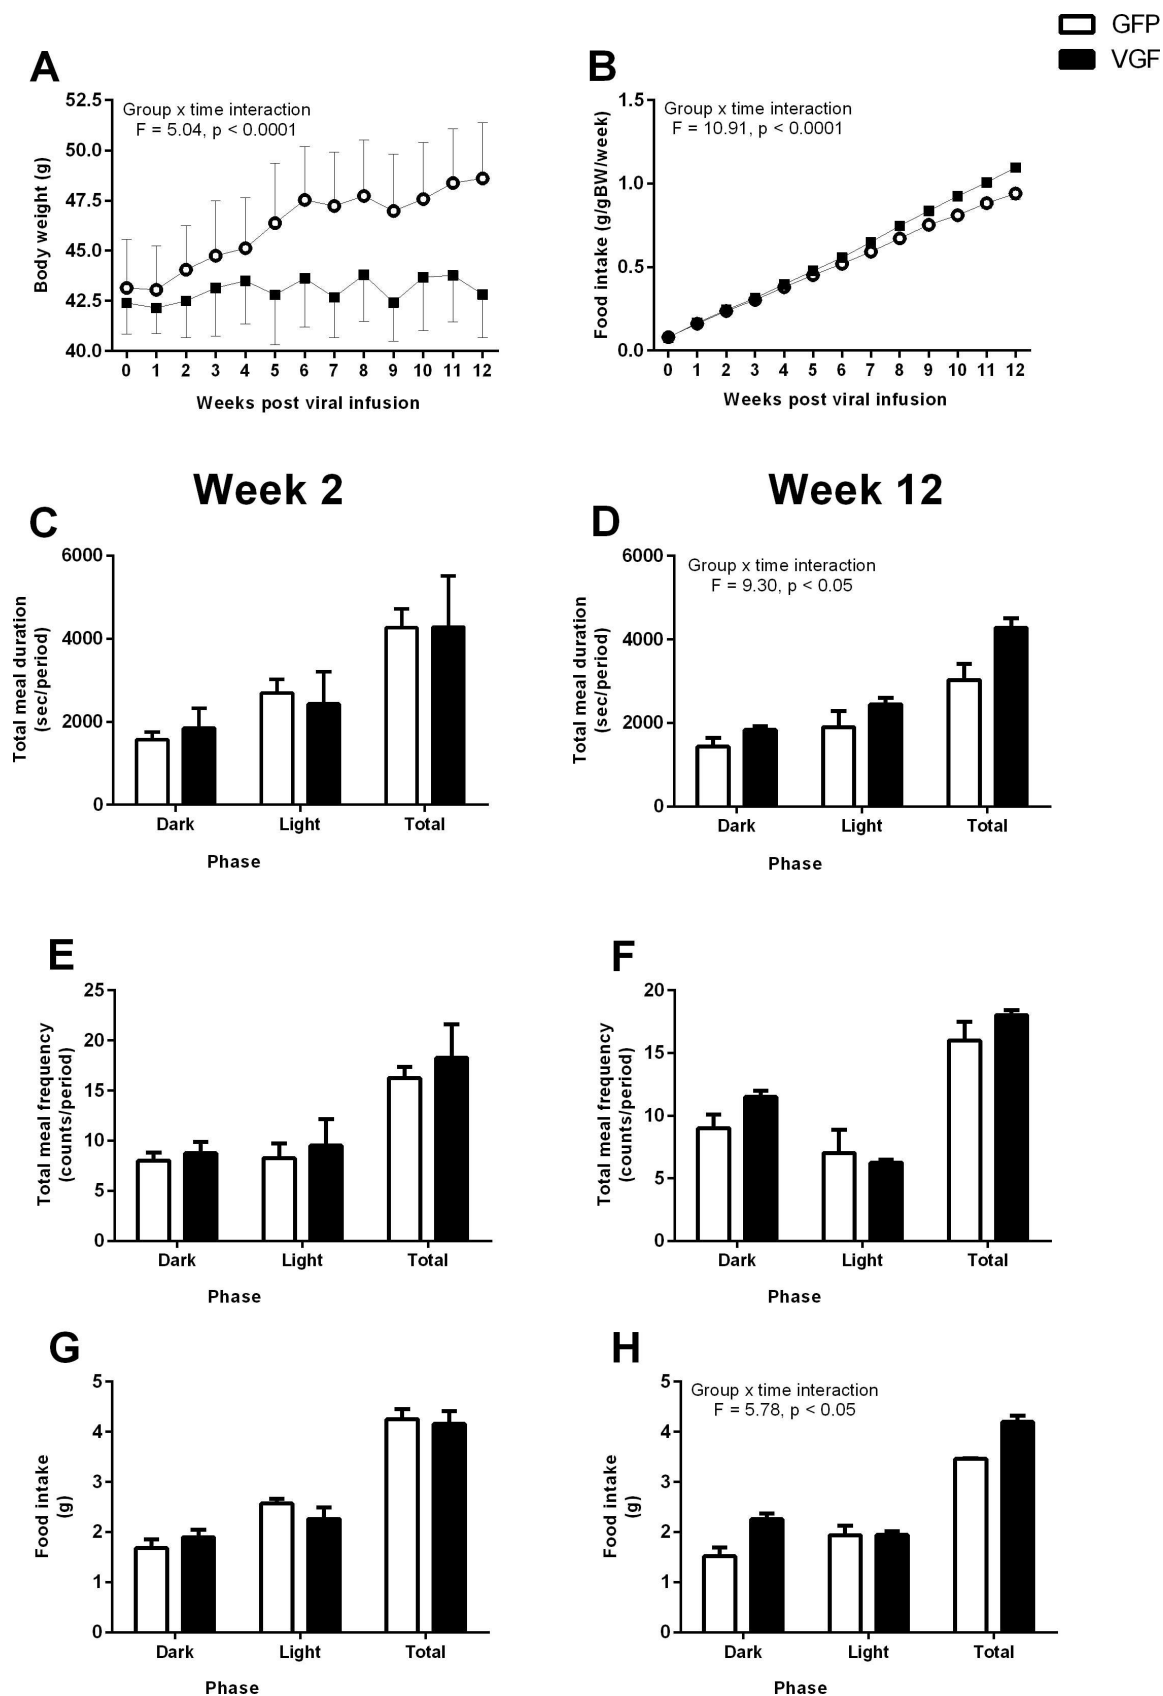 GFP
VGF
A
Group x time interaction
F = 5.04, p < 0.0001
Body weight (g)
52.5
50.0
47.5
45.0
42.5
40.0
0 1 2 3 4 5 6 7 8 9 10 11 12
Weeks post viral infusion
B
Group x time interaction
F = 10.91, p < 0.0001
Food intake (g/gBW/week)
1.5
1.0
0.5
0.0
0 1 2 3 4 5 6 7 8 9 10 11 12
Weeks post viral infusion
Week 2
Week 12
C
Total meal duration
(sec/period)
6000
4000
2000
0
Dark Light Total
Phase
D
Group x time interaction
F = 9.30, p < 0.05
Total meal duration
(sec/period)
6000
4000
2000
0
Dark Light Total
Phase
E
Total meal frequency
(counts/period)
25
20
15
10
5
0
Dark Light Total
Phase
F
Total meal frequency
(counts/period)
20
15
10
5
0
Dark Light Total
Phase
G
Food intake
(g)
5
4
3
2
1
0
Dark Light Total
Phase
H
Group x time interaction
F = 5.78, p < 0.05
Food intake
(g)
5
4
3
2
1
0
Dark Light Total
Phase